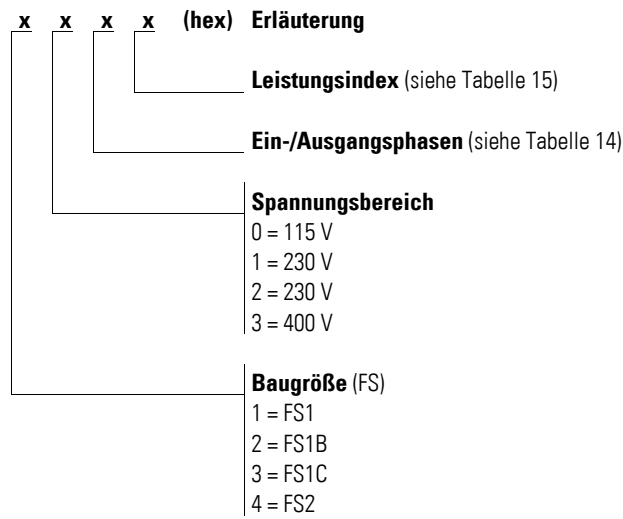 x x x x (hex) Erläuterung
Leistungsindex (siehe Tabelle 15)
Ein-/Ausgangsphasen (siehe Tabelle 14)
Spannungsbereich
0 = 115 V
1 = 230 V
2 = 230 V
3 = 400 V
Baugröße (FS)
1 = FS1
2 = FS1B
3 = FS1C
4 = FS2